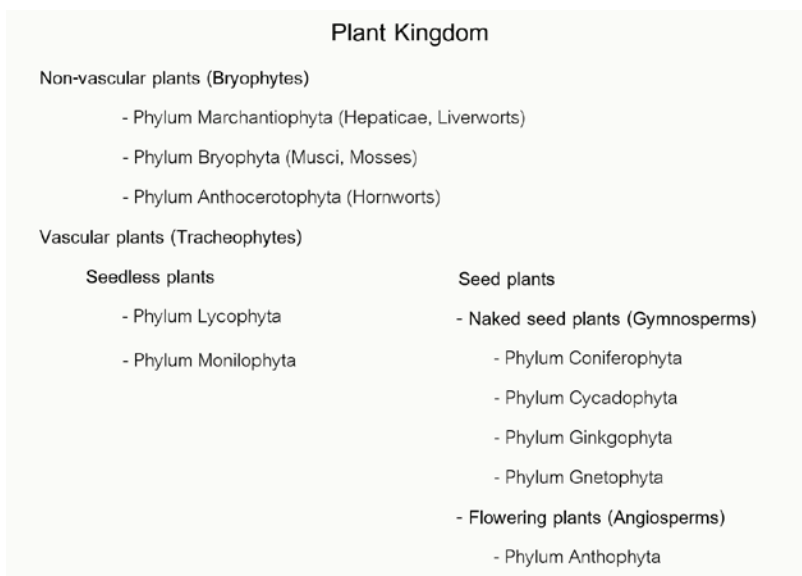 Plant Kingdom
Non-vascular plants (Bryophytes)
- Phylum Marchantiophyta (Hepaticae, Liverworts)
- Phylum Bryophyta (Musci, Mosses)
- Phylum Anthocerotophyta (Hornworts)
Vascular plants (Tracheophytes)
Seedless plants
- Phylum Lycophyta
- Phylum Monilophyta
Seed plants
- Naked seed plants (Gymnosperms)
- Phylum Coniferophyta
- Phylum Cycadophyta
- Phylum Ginkgophyta
- Phylum Gnetophyta
- Flowering plants (Angiosperms)
- Phylum Anthophyta